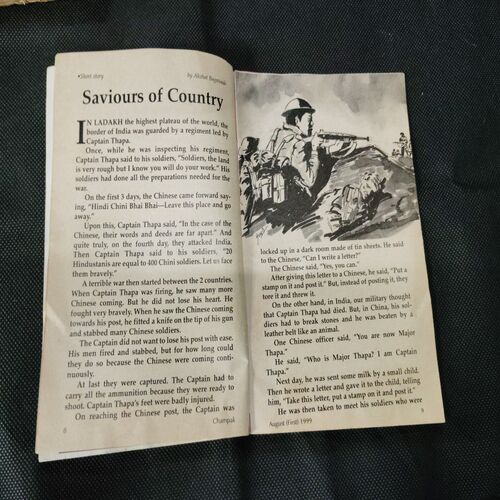 •Short story
by Akshat
Saviours of Country
IN LADAKH the highest plateau of the world, the
border of India was guarded by a regiment led by
Captain Thapa.
Once, while he was inspecting his regiment,
Captain Thapa said to his soldiers, "Soldiers, the land
is very rough but I know you will do your work." His
soldiers had done all the preparations needed for the
war.
On the first 3 days, the Chinese came forward say-
ing, "Hindi Chini Bhai Bhai—Leave this place and go
away."
Upon this, Captain Thapa said, "In the case of the
Chinese, their words and deeds are far apart." And
quite truly, on the fourth day, they attacked India.
Then Captain Thapa said to his soldiers, "20
Hindustanis are equal to 400 Chini soldiers. Let us face
them bravely."
A terrible war then started between the 2 countries.
When Captain Thapa was firing, he saw many more
Chinese coming. But he did not lose his heart. He
fought very bravely. When he saw the Chinese coming
towards his post, he fitted a knife on the tip of his gun
and stabbed many Chinese soldiers.
The Captain did not want to lose his post with ease.
His men fired and stabbed, but for how long could
they do so because the Chinese were coming conti-
nuously.
At last they were captured. The Captain had to
carry all the ammunition because they were ready to
shoot. Captain Thapa's feet were badly injured.
On reaching the Chinese post, the Captain was
8
Champak
locked up in a dark room made of tin sheets. He said
to the Chinese, "Can I write a letter?"
The Chinese said, "Yes, you can."
After giving this letter to a Chinese, he said, "Put a
stamp on it and post it." But, instead of posting it, they
tore it and threw it.
On the other hand, in India, our military thought
that Captain Thapa had died. But, in China, his sol-
diers had to break stones and he was beaten by a
leather belt like an animal.
One Chinese officer said, "You are now Major
Thapa."
He said, "Who is Major Thapa? I am Captain
Thapa."
Next day, he was sent some milk by a small child.
Then he wrote a letter and gave it to the child, telling
him, "Take this letter, put a stamp on it and post it."
He was then taken to meet his soldiers who were
August (First) 1999
9